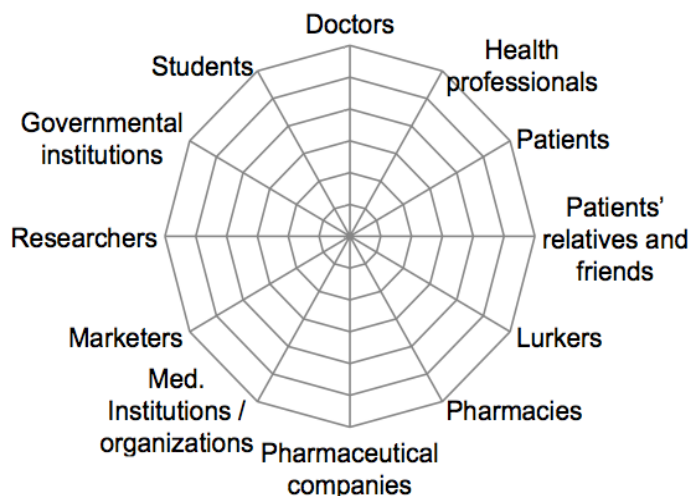 Doctors
Health
professionals
Patients
Patients’
relatives and
friends
Lurkers
Pharmacies
Pharmaceutical
companies
Med.
Institutions /
organizations
Marketers
Researchers
Governmental
institutions
Students